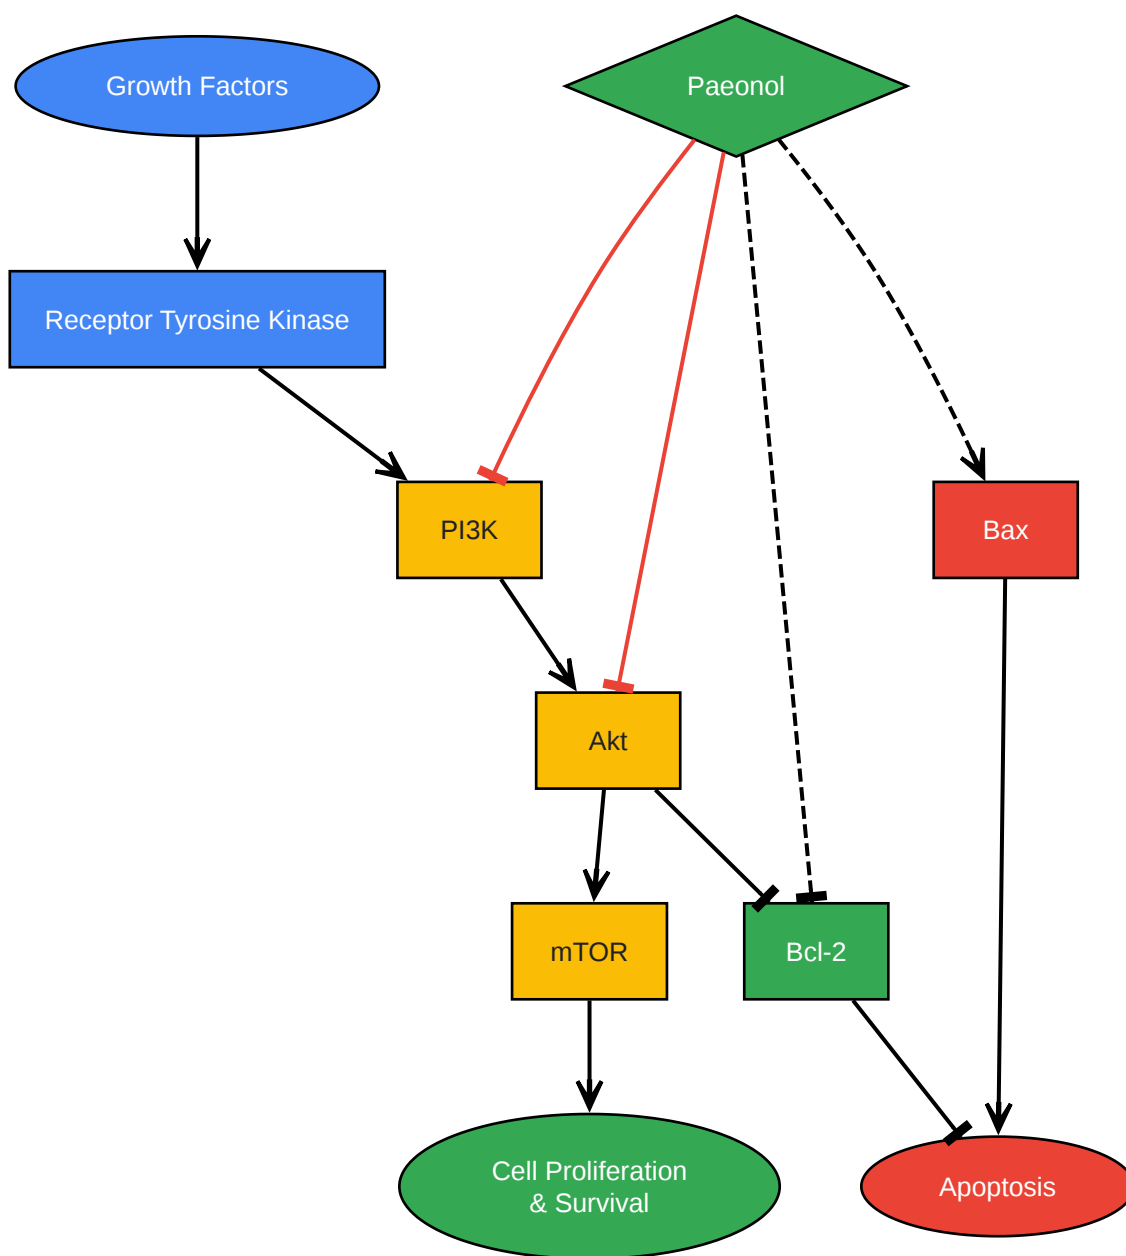 Growth Factors
Paeonol
Receptor Tyrosine Kinase
PI3K
Bax
Akt
mTOR
Bcl-2
Cell Proliferation
& Survival
Apoptosis